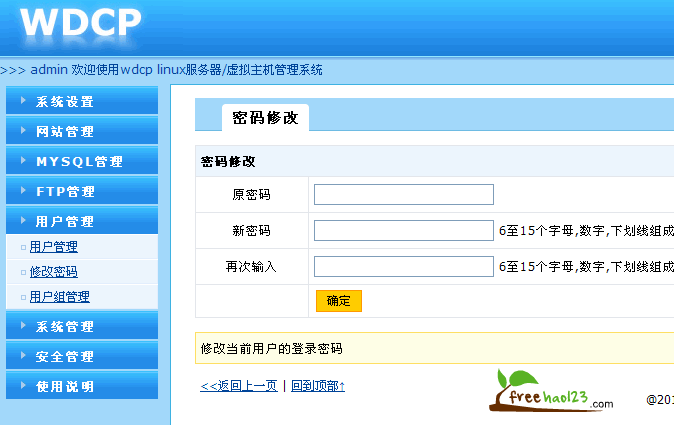 WDCP
>>> admin 欢迎使用wdcp linux服务器/虚拟主机管理系统
系统设置
网站管理
MYSQL管理
FTP管理
用户管理
用户管理
修改密码
用户组管理
系统管理
安全管理
使用说明
密码修改
密码修改
原密码
新密码 6至15个字母,数字,下划线组成
再次输入 6至15个字母,数字,下划线组成
确定
修改当前用户的登录密码
<<返回上一页 | 回到顶部↑
freehao123.com
@201